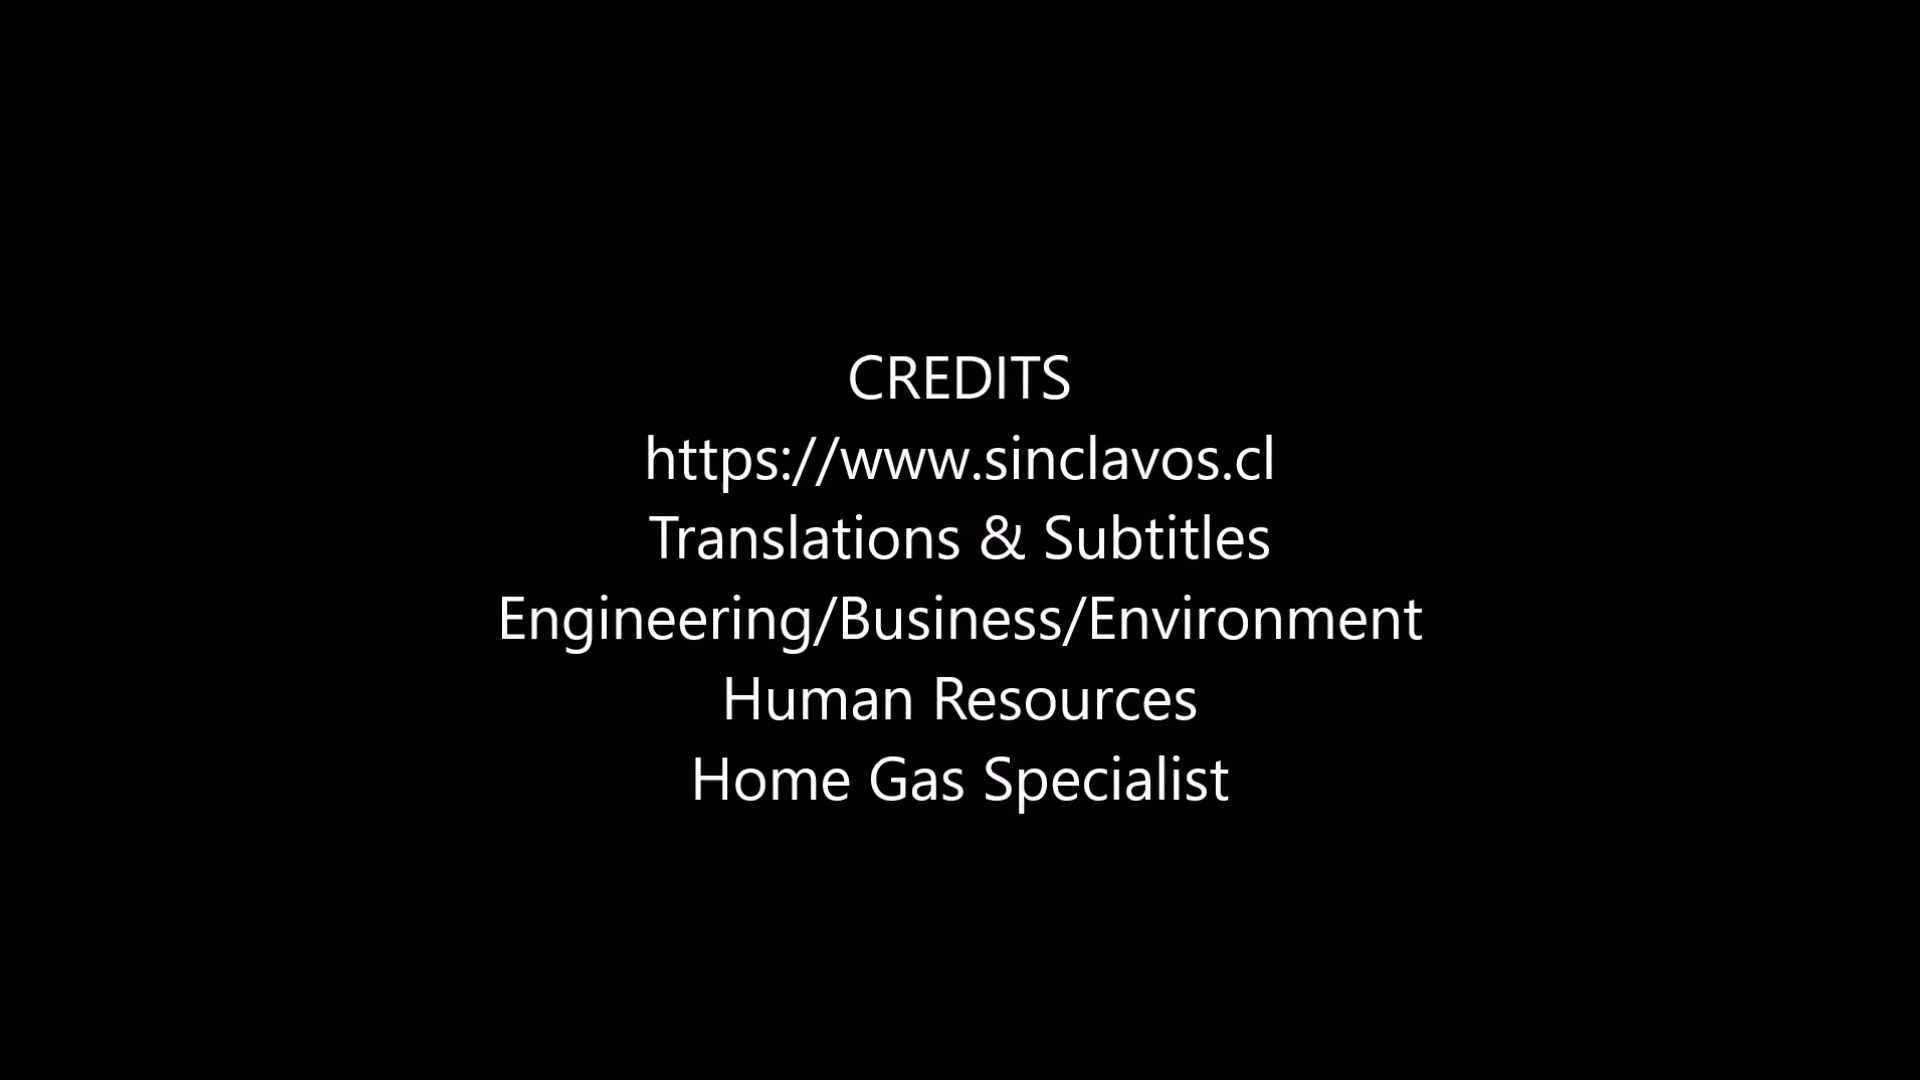 CREDITS
https://www.sinclavos.cl
Translations & Subtitles
Engineering/Business/Environment
Human Resources
Home Gas Specialist